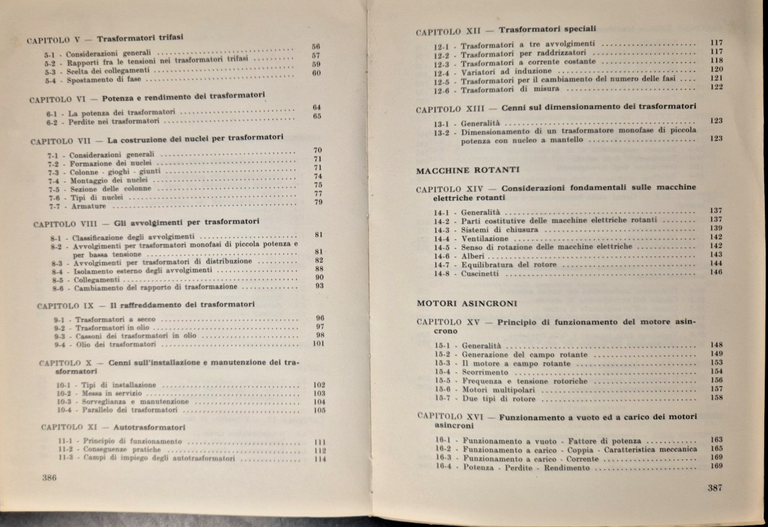 CAPITOLO V — Trasformatori trifasi
5-1 - Considerazioni generali 56
5-2 - Rapporti fra le tensioni nei trasformatori trifasi 57
5-3 - Scelta dei collegamenti 59
5-4 - Spostamento di fase 60
CAPITOLO VI — Potenza e rendimento dei trasformatori
6-1 - La potenza dei trasformatori 64
6-2 - Perdite nei trasformatori 65
CAPITOLO VII — La costruzione dei nuclei per trasformatori
7-1 - Considerazioni generali 70
7-2 - Formazione dei nuclei 71
7-3 - Colonne - gioghi - giunti 71
7-4 - Montaggio dei nuclei 74
7-5 - Sezione delle colonne 75
7-6 - Tipi di nuclei 77
7-7 - Armature 79
CAPITOLO VIII — Gli avvolgimenti per trasformatori
8-1 - Classificazione degli avvolgimenti 81
8-2 - Avvolgimenti per trasformatori monofasi di piccola potenza e
per bassa tensione 81
8-3 - Avvolgimenti per trasformatori di distribuzione 82
8-4 - Isolamento esterno degli avvolgimenti 88
8-5 - Collegamenti 90
8-6 - Cambiamento del rapporto di trasformazione 93
CAPITOLO IX — Il raffreddamento dei trasformatori
9-1 - Trasformatori a secco 96
9-2 - Trasformatori in olio 97
9-3 - Cassoni dei trasformatori in olio 98
9-4 - Olio dei trasformatori 101
CAPITOLO X — Cenni sull'installazione e manutenzione dei tra-
sformatori
10-1 - Tipi di installazione 102
10-2 - Messa in servizio 103
10-3 - Sorveglianza e manutenzione 104
10-4 - Parallelo dei trasformatori 105
CAPITOLO XI — Autotrasformatori
11-1 - Principio di funzionamento 111
11-2 - Conseguenze pratiche 112
11-3 - Campi di impiego degli autotrasformatori 114
386
CAPITOLO XII — Trasformatori speciali
12-1 - Trasformatori a tre avvolgimenti 117
12-2 - Trasformatori per raddrizzatori 117
12-3 - Trasformatori a corrente costante 118
12-4 - Variatori ad induzione 120
12-5 - Trasformatori per il cambiamento del numero delle fasi 121
12-6 - Trasformatori di misura 122
CAPITOLO XIII — Cenni sul dimensionamento dei trasformatori
13-1 - Generalità 123
13-2 - Dimensionamento di un trasformatore monofase di piccola
potenza con nucleo a mantello 123
MACCHINE ROTANTI
CAPITOLO XIV — Considerazioni fondamentali sulle macchine
elettriche rotanti
14-1 - Generalità 137
14-2 - Parti costitutive delle macchine elettriche rotanti 137
14-3 - Sistemi di chiusura 139
14-4 - Ventilazione 142
14-5 - Senso di rotazione delle macchine elettriche 142
14-6 - Alberi 143
14-7 - Equilibratura del rotore 144
14-8 - Cuscinetti 146
MOTORI ASINCRONI
CAPITOLO XV — Principio di funzionamento del motore asin-
crono
15-1 - Generalità 148
15-2 - Generazione del campo rotante 149
15-3 - Il motore a campo rotante 153
15-4 - Scorrimento 154
15-5 - Frequenza e tensione rotoriche 156
15-6 - Motori multipolari 157
15-7 - Due tipi di rotore 158
CAPITOLO XVI — Funzionamento a vuoto ed a carico dei motori
asincroni
16-1 - Funzionamento a vuoto - Fattore di potenza 163
16-2 - Funzionamento a carico - Coppia - Caratteristica meccanica 165
16-3 - Funzionamento a carico - Corrente 169
16-4 - Potenza - Perdite - Rendimento 169
387